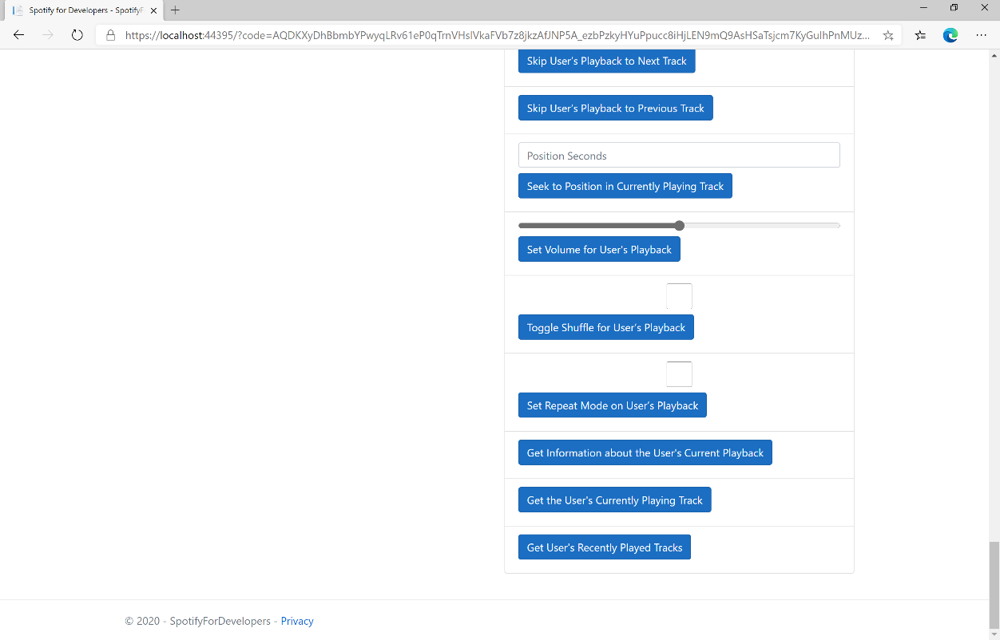 Spotify for Developers - SpotifyF
https://localhost:44395/?code=AQDKXyDhBbmbYPwyqLRv61eP0qTrnVHslVkaFVb7z8jkzAfJNP5A_ezbPzkyHYuPpucc8iHjLEN9mQ9AsHSaTsjcm7KyGulhPnMUz...
Skip User's Playback to Next Track
Skip User's Playback to Previous Track
Position Seconds
Seek to Position in Currently Playing Track
Set Volume for User's Playback
Toggle Shuffle for User's Playback
Set Repeat Mode on User's Playback
Get Information about the User's Current Playback
Get the User's Currently Playing Track
Get User's Recently Played Tracks
© 2020 - SpotifyForDevelopers - Privacy